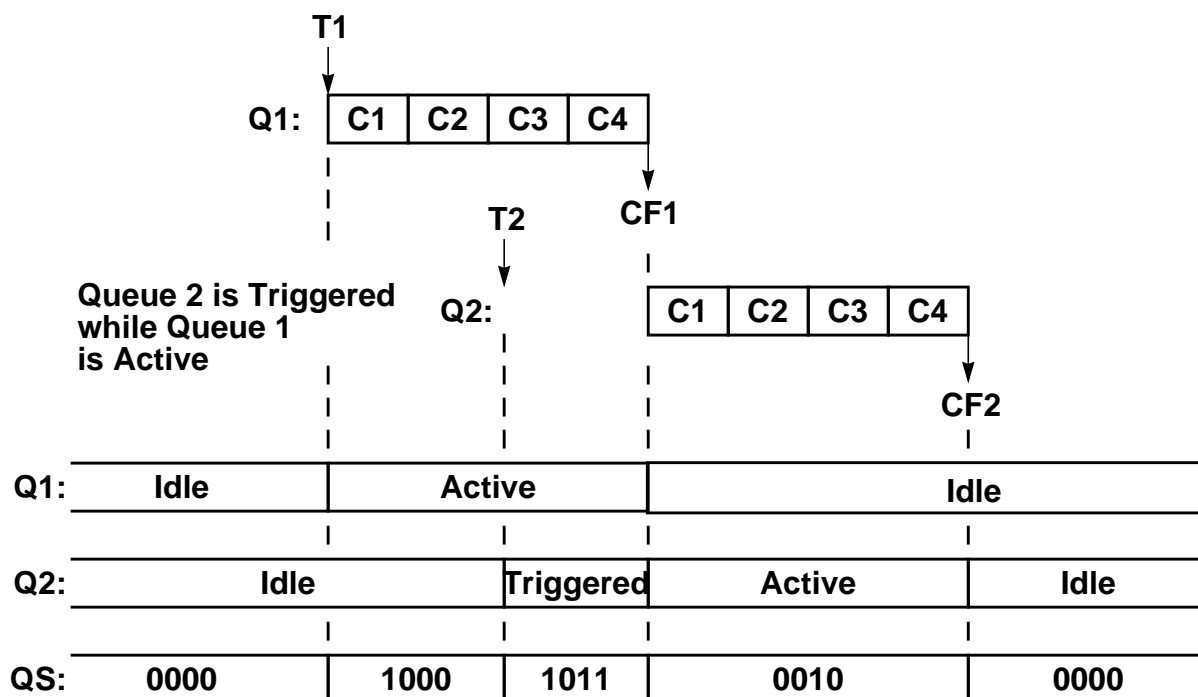 T1
Q1: C1 C2 C3 C4
CF1
T2
Queue 2 is Triggered
while Queue 1
is Active
Q2: C1 C2 C3 C4
CF2
Q1: Idle Active Idle
Q2: Idle Triggered Active Idle
QS: 0000 1000 1011 0010 0000